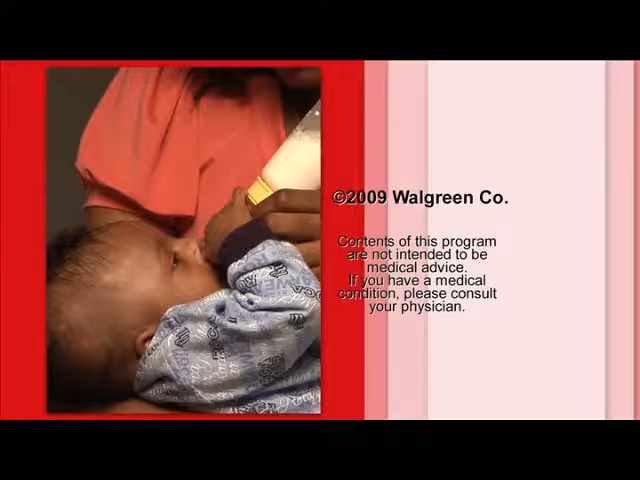 ©2009 Walgreen Co.
Contents of this program
are not intended to be
medical advice.
If you have a medical
condition, please consult
your physician.